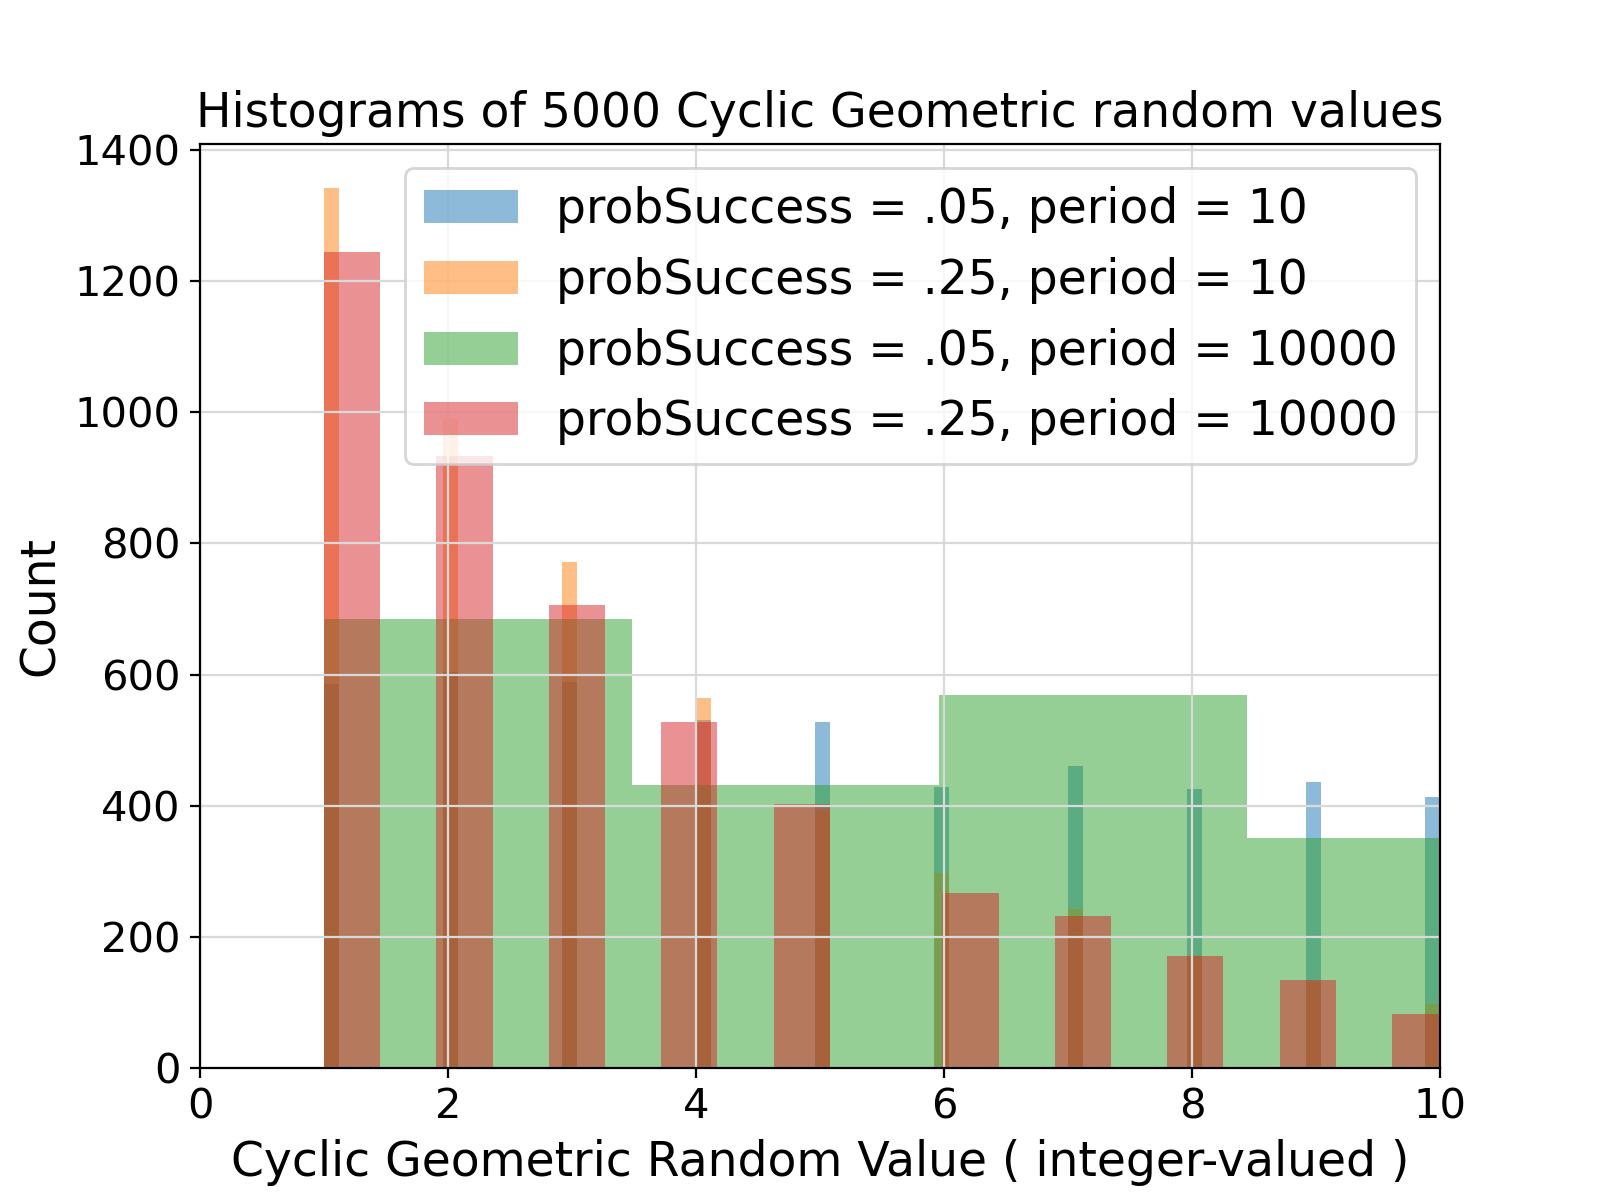 Histograms of 5000 Cyclic Geometric random values
1400
1200
1000
800
600
400
200
0
Count
probSuccess = .05, period = 10
probSuccess = .25, period = 10
probSuccess = .05, period = 10000
probSuccess = .25, period = 10000
0 2 4 6 8 10
Cyclic Geometric Random Value ( integer-valued )